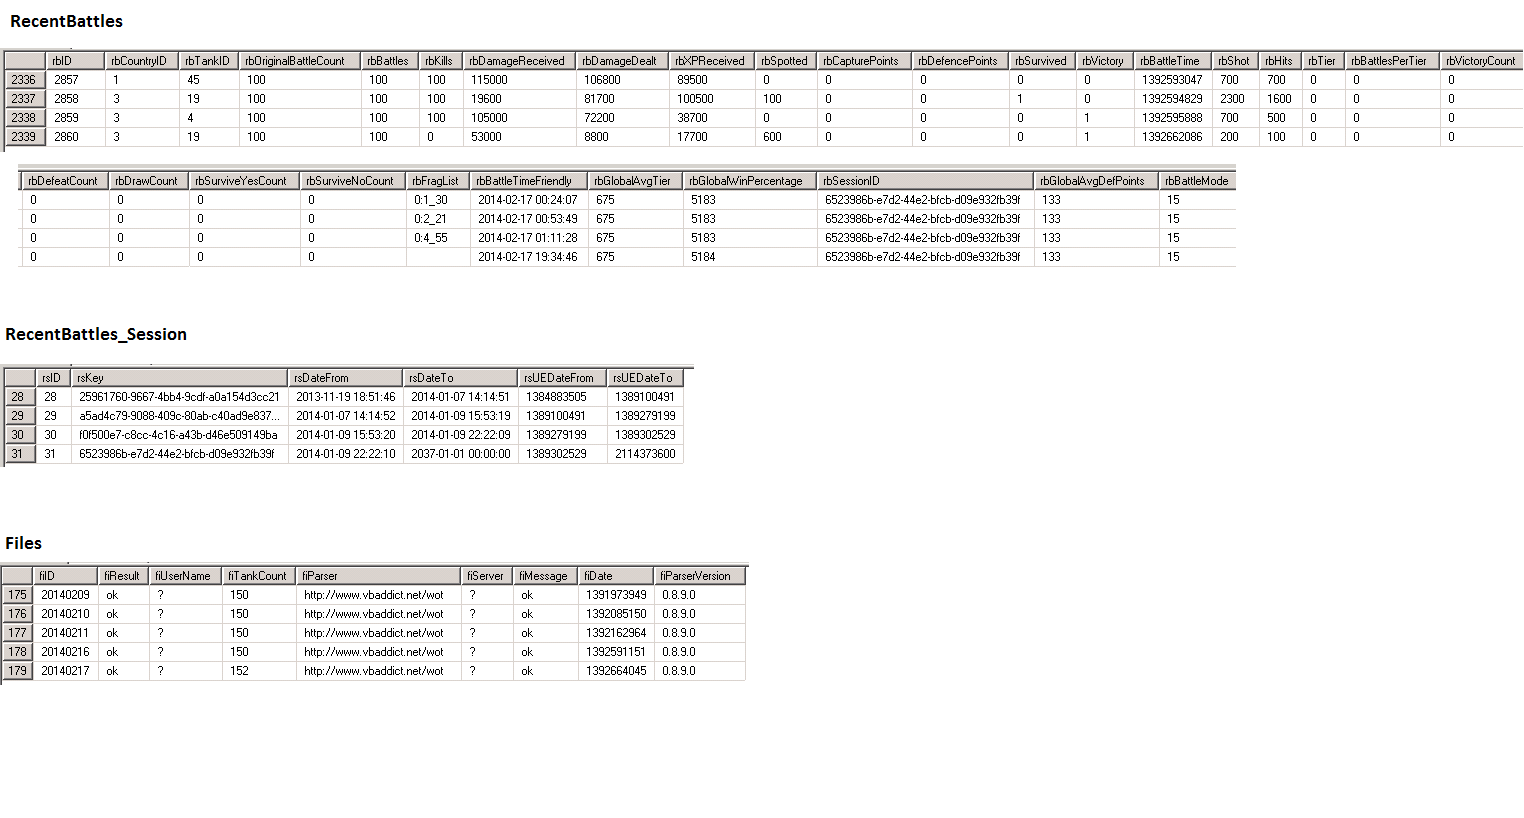 RecentBattles
rbID rbCountryID rbTankID rbOriginalBattleCount rbBattles rbKills rbDamageReceived rbDamageDealt rbXPReceived rbSpotted rbCapturePoints rbDefencePoints rbSurvived rbVictory rbBattleTime rbShot rbHits rbTier rbBattlesPerTier rbVictoryCount
2336 2857 1 45 100 100 100 115000 106800 89500 0 0 0 0 0 1392593047 700 700 0 0 0
2337 2858 3 19 100 100 100 19600 81700 100500 100 0 0 1 0 1392594829 2300 1600 0 0 0
2338 2859 3 4 100 100 100 105000 72200 38700 0 0 0 0 1 1392595888 700 500 0 0 0
2339 2860 3 19 100 100 0 53000 8800 17700 600 0 0 0 1 1392662086 200 100 0 0 0
rbDefeatCount rbDrawCount rbSurviveYesCount rbSurviveNoCount rbFragList rbBattleTimeFriendly rbGlobalAvgTier rbGlobalWinPercentage rbSessionID rbGlobalAvgDefPoints rbBattleMode
0 0 0 0 0:1_30 2014-02-17 00:24:07 675 5183 6523986b-e7d2-44e2-bfcb-d09e932fb39f 133 15
0 0 0 0 0:2_21 2014-02-17 00:53:49 675 5183 6523986b-e7d2-44e2-bfcb-d09e932fb39f 133 15
0 0 0 0 0:4_55 2014-02-17 01:11:28 675 5183 6523986b-e7d2-44e2-bfcb-d09e932fb39f 133 15
0 0 0 0 2014-02-17 19:34:46 675 5184 6523986b-e7d2-44e2-bfcb-d09e932fb39f 133 15
RecentBattles_Session
rsID rsKey rsDateFrom rsDateTo rsUEDateFrom rsUEDateTo
28 28 25961760-9667-4bb4-9cdf-a0a154d3cc21 2013-11-19 18:51:46 2014-01-07 14:14:51 1384883505 1389100491
29 29 a5ad4c79-9088-409c-80ab-c40ad9e837... 2014-01-07 14:14:52 2014-01-09 15:53:19 1389100491 1389279199
30 30 f0f500e7-c8cc-4c16-a43b-d46e509149ba 2014-01-09 15:53:20 2014-01-09 22:22:09 1389279199 1389302529
31 31 6523986b-e7d2-44e2-bfcb-d09e932fb39f 2014-01-09 22:22:10 2037-01-01 00:00:00 1389302529 2114373600
Files
fiID fiResult fiUserName fiTankCount fiParser fiServer fiMessage fiDate fiParserVersion
175 20140209 ok ? 150 http://www.vbaddict.net/wot ? ok 1391973949 0.8.9.0
176 20140210 ok ? 150 http://www.vbaddict.net/wot ? ok 1392085150 0.8.9.0
177 20140211 ok ? 150 http://www.vbaddict.net/wot ? ok 1392162964 0.8.9.0
178 20140216 ok ? 150 http://www.vbaddict.net/wot ? ok 1392591151 0.8.9.0
179 20140217 ok ? 152 http://www.vbaddict.net/wot ? ok 1392664045 0.8.9.0